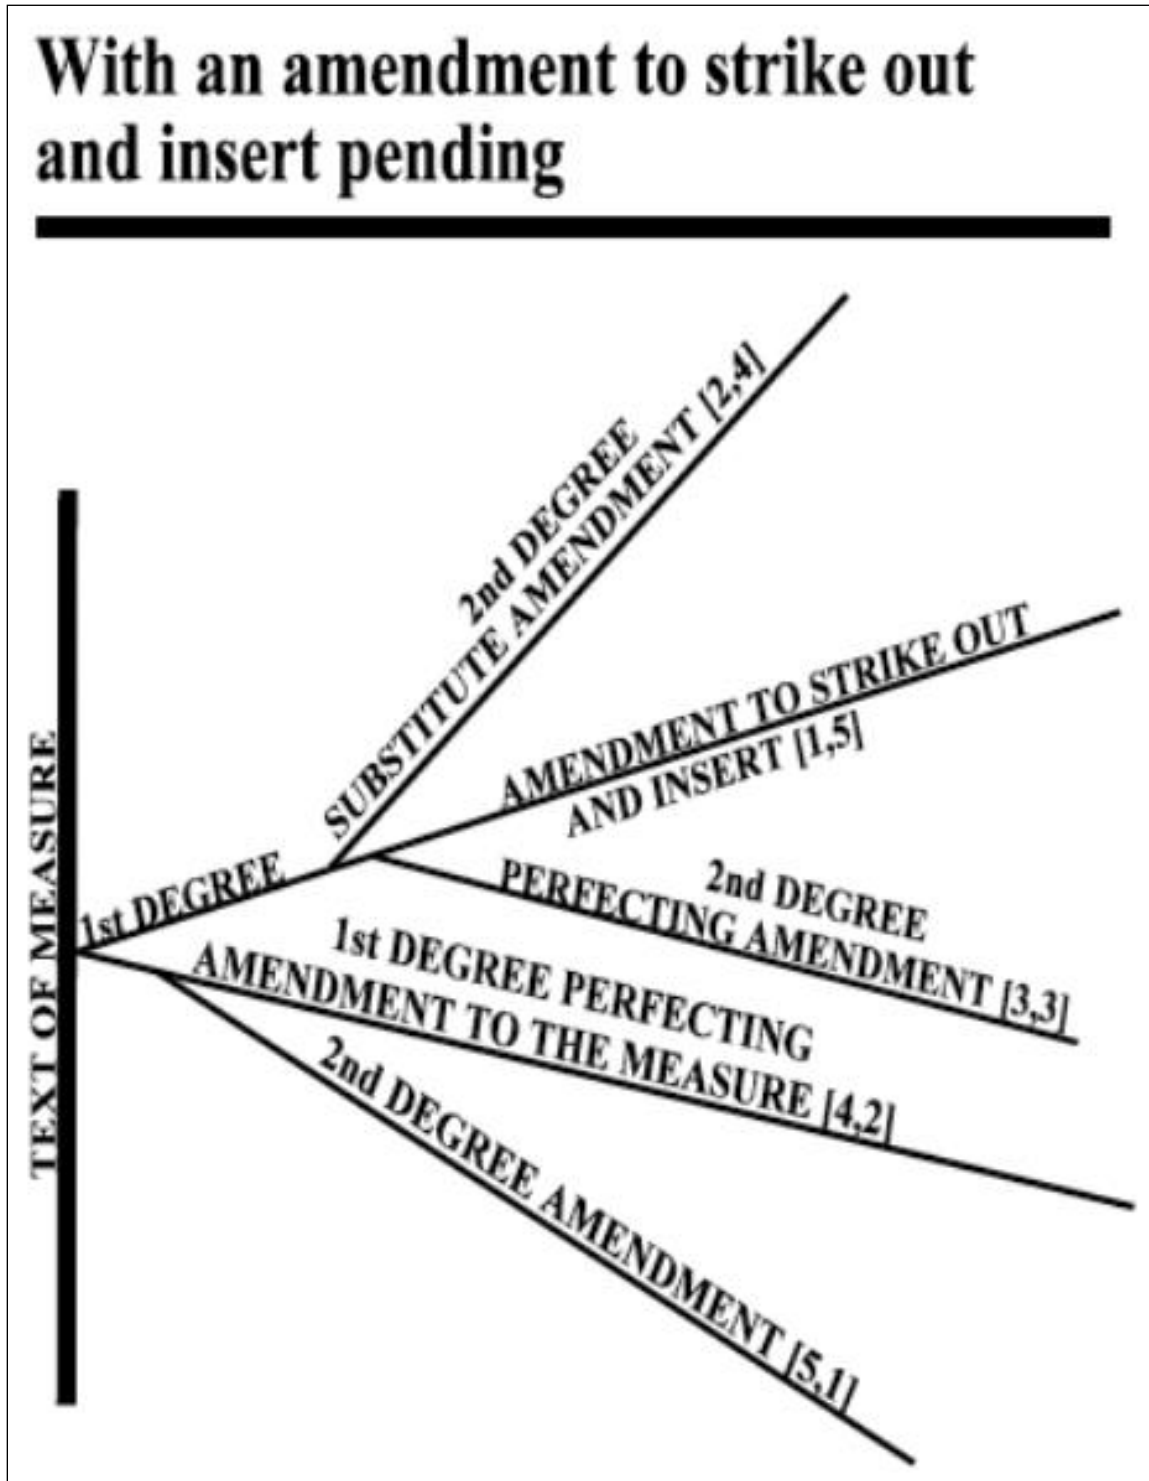 With an amendment to strike out
and insert pending
2nd DEGREE
SUBSTITUTE AMENDMENT [2,4]
1st DEGREE
AMENDMENT TO STRIKE OUT
AND INSERT [1,5]
2nd DEGREE
PERFECTING AMENDMENT [3,3]
1st DEGREE PERFECTING
AMENDMENT TO THE MEASURE [4,2]
2nd DEGREE AMENDMENT [5,1]
TEXT OF MEASURE